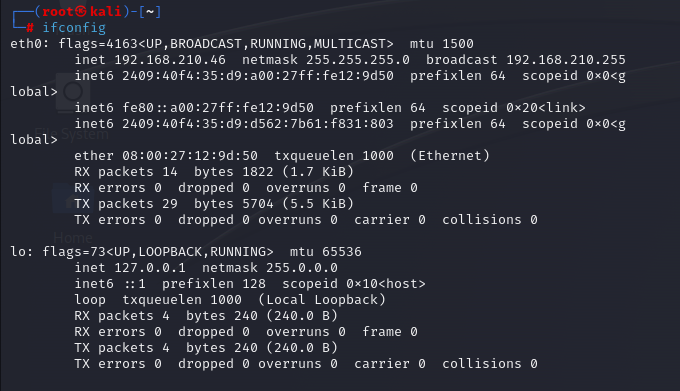 ┌──(root㉿kali)-[~]
└─# ifconfig
eth0: flags=4163<UP,BROADCAST,RUNNING,MULTICAST>  mtu 1500
        inet 192.168.210.46  netmask 255.255.255.0  broadcast 192.168.210.255
        inet6 2409:40f4:35:d9:a00:27ff:fe12:9d50  prefixlen 64  scopeid 0×0<g
lobal>
        inet6 fe80::a00:27ff:fe12:9d50  prefixlen 64  scopeid 0×20<link>
        inet6 2409:40f4:35:d9:d562:7b61:f831:803  prefixlen 64  scopeid 0×0<g
lobal>
        ether 08:00:27:12:9d:50  txqueuelen 1000  (Ethernet)
        RX packets 14  bytes 1822 (1.7 KiB)
        RX errors 0  dropped 0  overruns 0  frame 0
        TX packets 29  bytes 5704 (5.5 KiB)
        TX errors 0  dropped 0 overruns 0  carrier 0  collisions 0

lo: flags=73<UP,LOOPBACK,RUNNING>  mtu 65536
        inet 127.0.0.1  netmask 255.0.0.0
        inet6 ::1  prefixlen 128  scopeid 0×10<host>
        loop  txqueuelen 1000  (Local Loopback)
        RX packets 4  bytes 240 (240.0 B)
        RX errors 0  dropped 0  overruns 0  frame 0
        TX packets 4  bytes 240 (240.0 B)
        TX errors 0  dropped 0 overruns 0  carrier 0  collisions 0
File System
Home